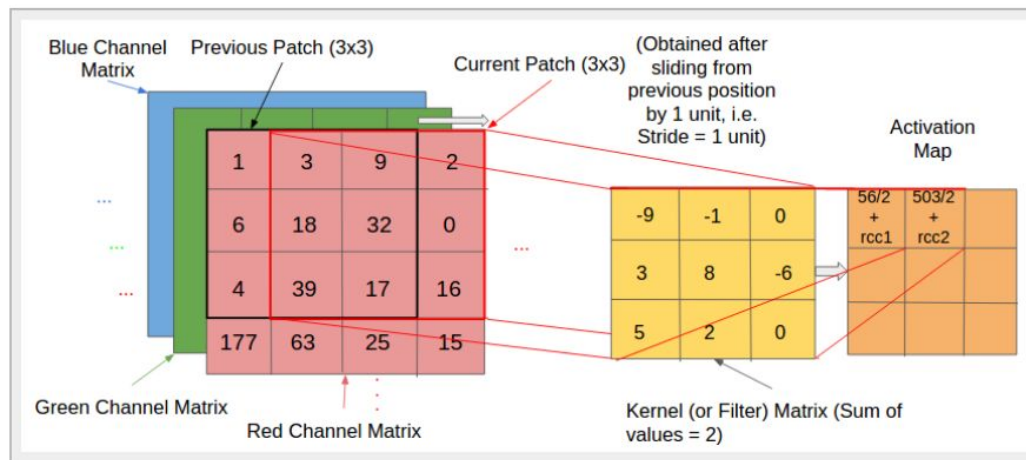 Blue Channel
Matrix
Previous Patch (3x3)
Current Patch (3x3)
(Obtained after
sliding from
previous position
by 1 unit, i.e.
Stride = 1 unit)
Activation
Map
1 3 9 2
6 18 32 0
4 39 17 16
177 63 25 15
...
...
...
...
-9 -1 0
3 8 -6
5 2 0
56/2
+
rcc1
503/2
+
rcc2
Green Channel Matrix
Red Channel Matrix
Kernel (or Filter) Matrix (Sum of
values = 2)